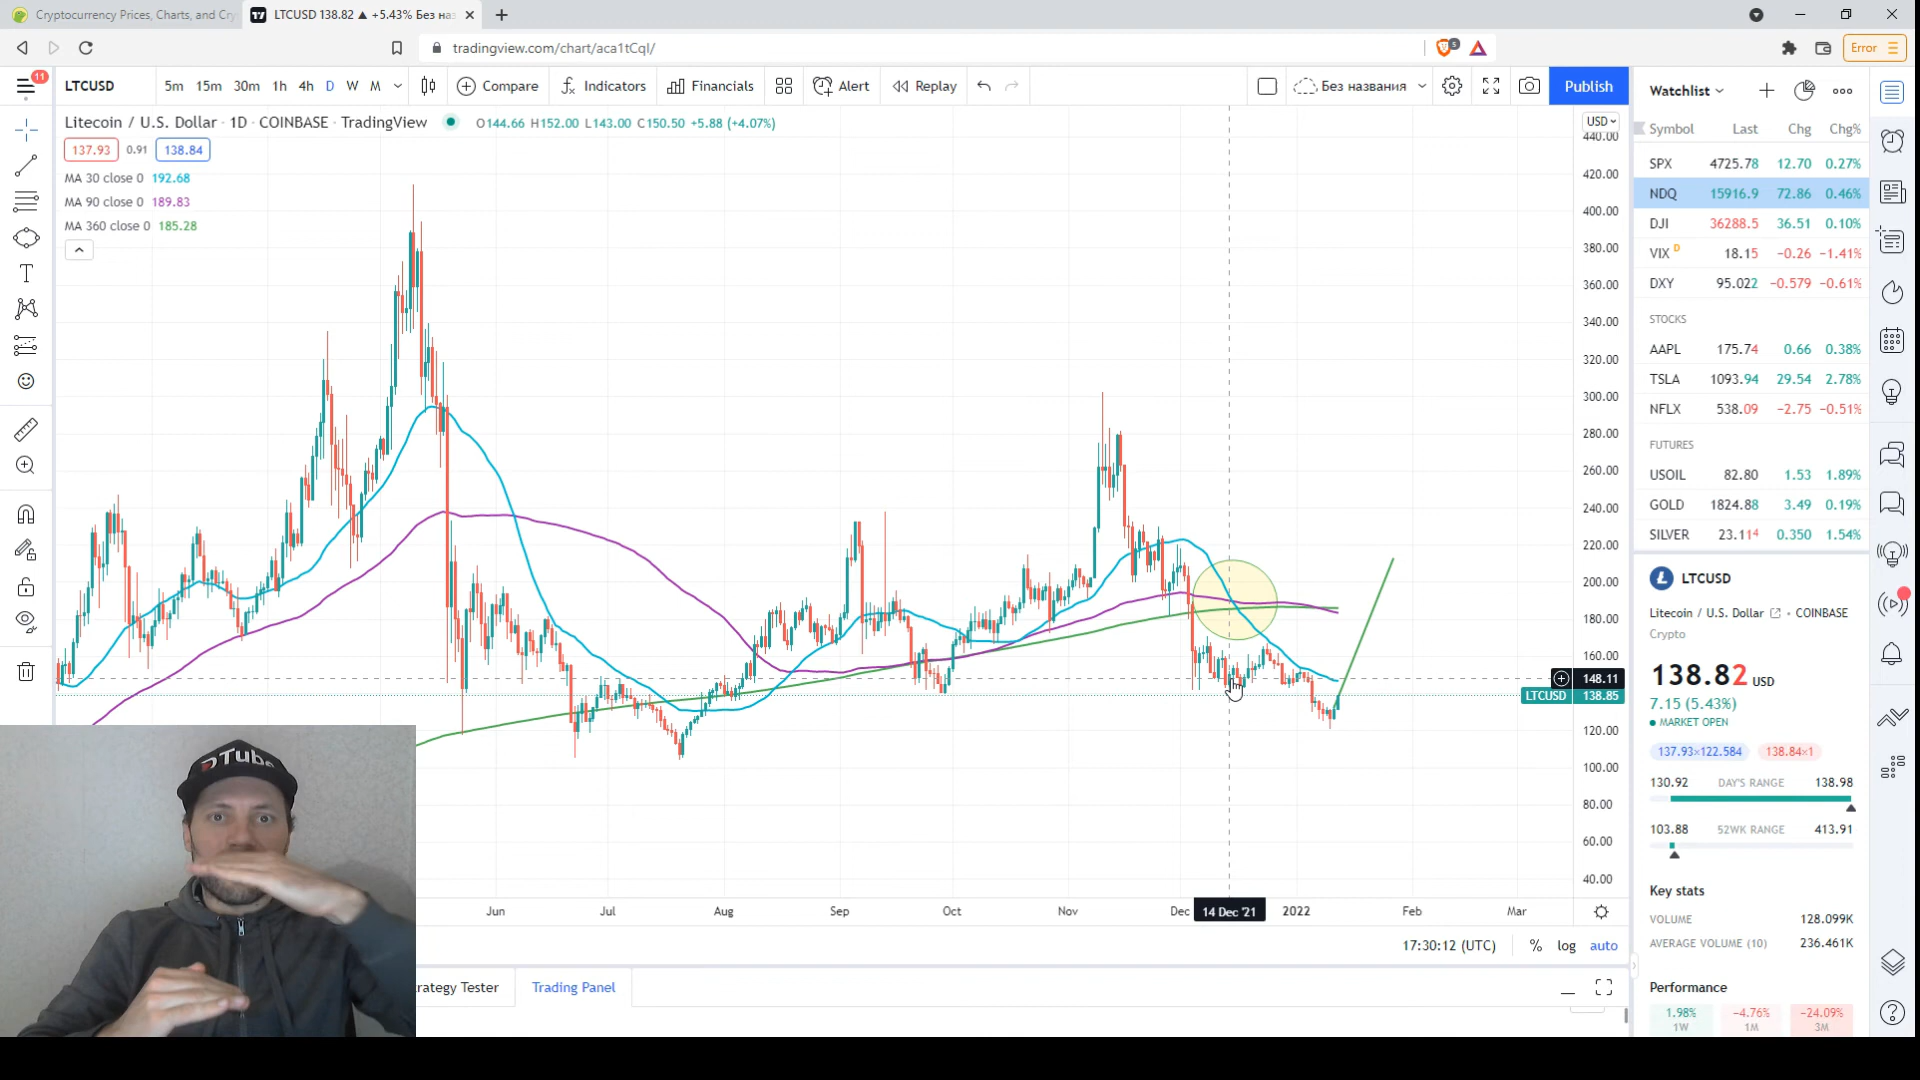 Cryptocurrency Prices, Charts, and Cry
LTCUSD 138.82 ▲ +5.43% Без наз
tradingview.com/chart/aca1tCqI/
5
Error
11
LTCUSD
5m 15m 30m 1h 4h D W M
Compare
Indicators
Financials
Alert
Replay
Без названия
Publish
Litecoin / U.S. Dollar · 1D · COINBASE · TradingView
O144.66 H152.00 L143.00 C150.50 +5.88 (+4.07%)
137.93 0.91 138.84
MA 30 close 0 192.68
MA 90 close 0 189.83
MA 360 close 0 185.28
USD
440.00
420.00
400.00
380.00
360.00
340.00
320.00
300.00
280.00
260.00
240.00
220.00
200.00
180.00
160.00
148.11
LTCUSD 138.85
120.00
100.00
80.00
60.00
40.00
Jun Jul Aug Sep Oct Nov Dec 14 Dec '21 2022 Feb Mar
17:30:12 (UTC) % log auto
rategy Tester
Trading Panel
DTube
Watchlist
Symbol Last Chg Chg%
SPX 4725.78 12.70 0.27%
NDQ 15916.9 72.86 0.46%
DJI 36288.5 36.51 0.10%
VIX D 18.15 −0.26 −1.41%
DXY 95.022 −0.579 −0.61%
STOCKS
AAPL 175.74 0.66 0.38%
TSLA 1093.94 29.54 2.78%
NFLX 538.09 −2.75 −0.51%
FUTURES
USOIL 82.80 1.53 1.89%
GOLD 1824.88 3.49 0.19%
SILVER 23.114 0.350 1.54%
LTCUSD
Litecoin / U.S. Dollar • COINBASE
Crypto
138.82 USD
7.15 (5.43%)
MARKET OPEN
137.93×122.584 138.84×1
130.92 DAY'S RANGE 138.98
103.88 52WK RANGE 413.91
Key stats
VOLUME 128.099K
AVERAGE VOLUME (10) 236.461K
Performance
1.98% −4.76% −24.09%
1W 1M 3M